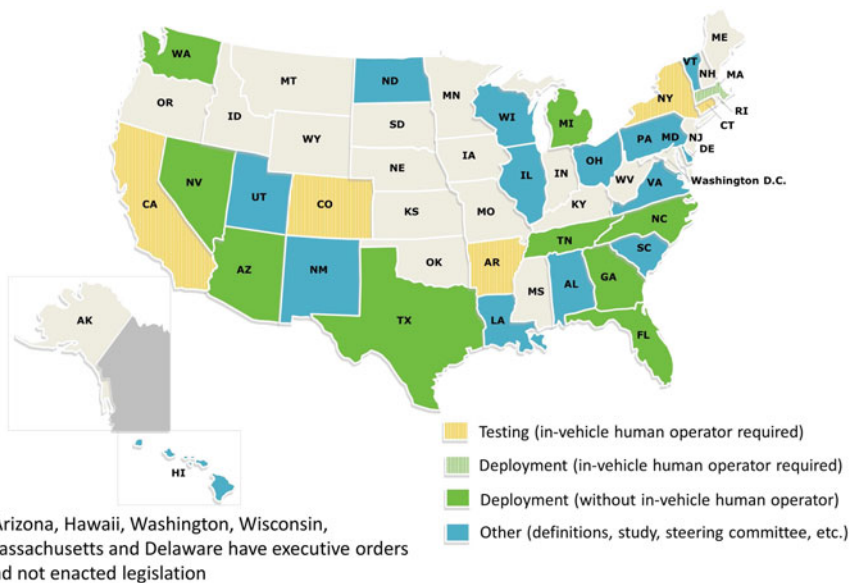 ME
WA
VT
MT
ND
NH
MA
MN
OR
NY
ID
WI
SD
RI
MI
CT
WY
PA
MD
NJ
IA
DE
NE
OH
NV
IN
IL
Washington D.C.
WV
UT
VA
CA
CO
KS
MO
KY
NC
TN
OK
AR
SC
AZ
NM
GA
MS
AL
AK
TX
LA
FL
HI
Testing (in-vehicle human operator required)
Deployment (in-vehicle human operator required)
Deployment (without in-vehicle human operator)
Other (definitions, study, steering committee, etc.)
Arizona, Hawaii, Washington, Wisconsin,
assachusetts and Delaware have executive orders
nd not enacted legislation